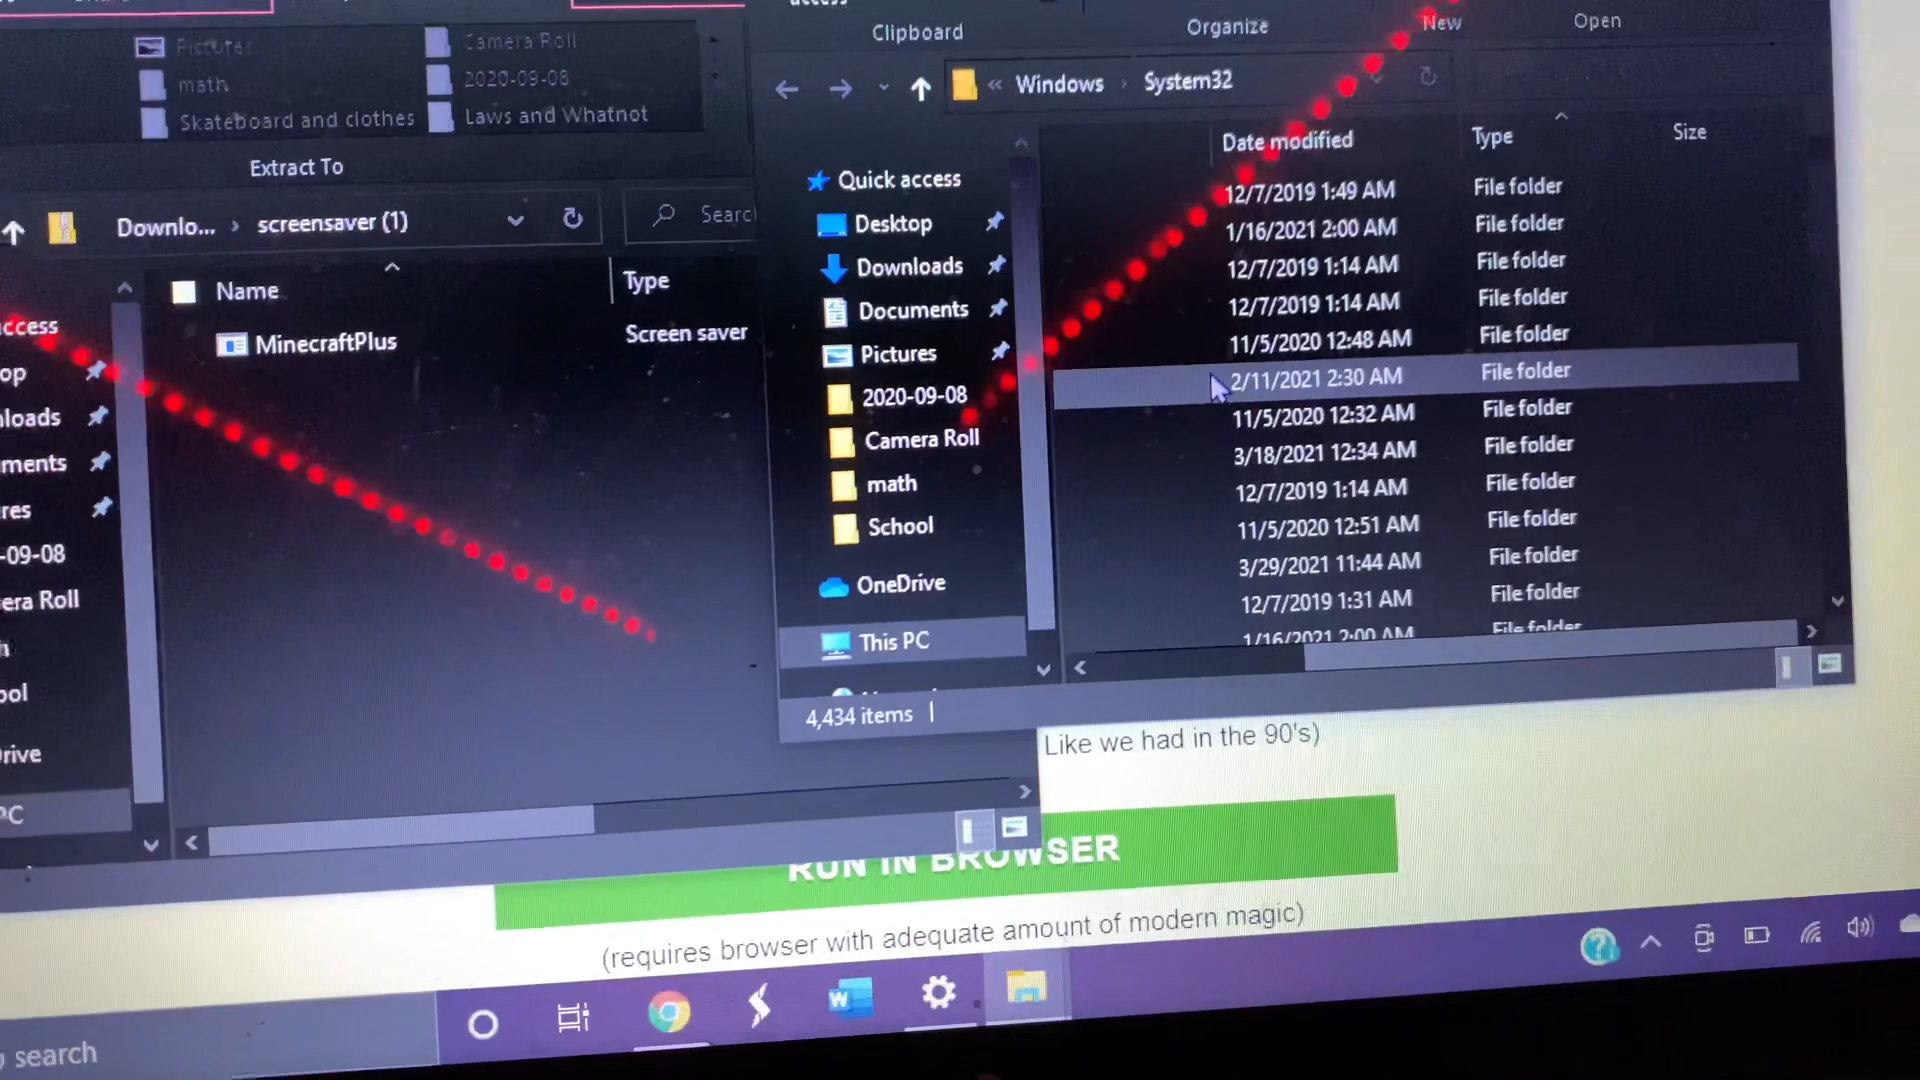 Clipboard
Organize
New
Open
Pictures
Camera Roll
math
2020-09-08
Skateboard and clothes
Laws and Whatnot
Extract To
Downlo... › screensaver (1)
Name
Type
MinecraftPlus
Screen saver
« Windows › System32
Date modified
Type
Size
Quick access
Desktop
Downloads
Documents
Pictures
2020-09-08
Camera Roll
math
School
OneDrive
This PC
4,434 items
12/7/2019 1:49 AM File folder
1/16/2021 2:00 AM File folder
12/7/2019 1:14 AM File folder
12/7/2019 1:14 AM File folder
11/5/2020 12:48 AM File folder
2/11/2021 2:30 AM File folder
11/5/2020 12:32 AM File folder
3/18/2021 12:34 AM File folder
12/7/2019 1:14 AM File folder
11/5/2020 12:51 AM File folder
3/29/2021 11:44 AM File folder
12/7/2019 1:31 AM File folder
1/16/2021 2:00 AM File folder
Like we had in the 90's)
RUN IN BROWSER
(requires browser with adequate amount of modern magic)
search